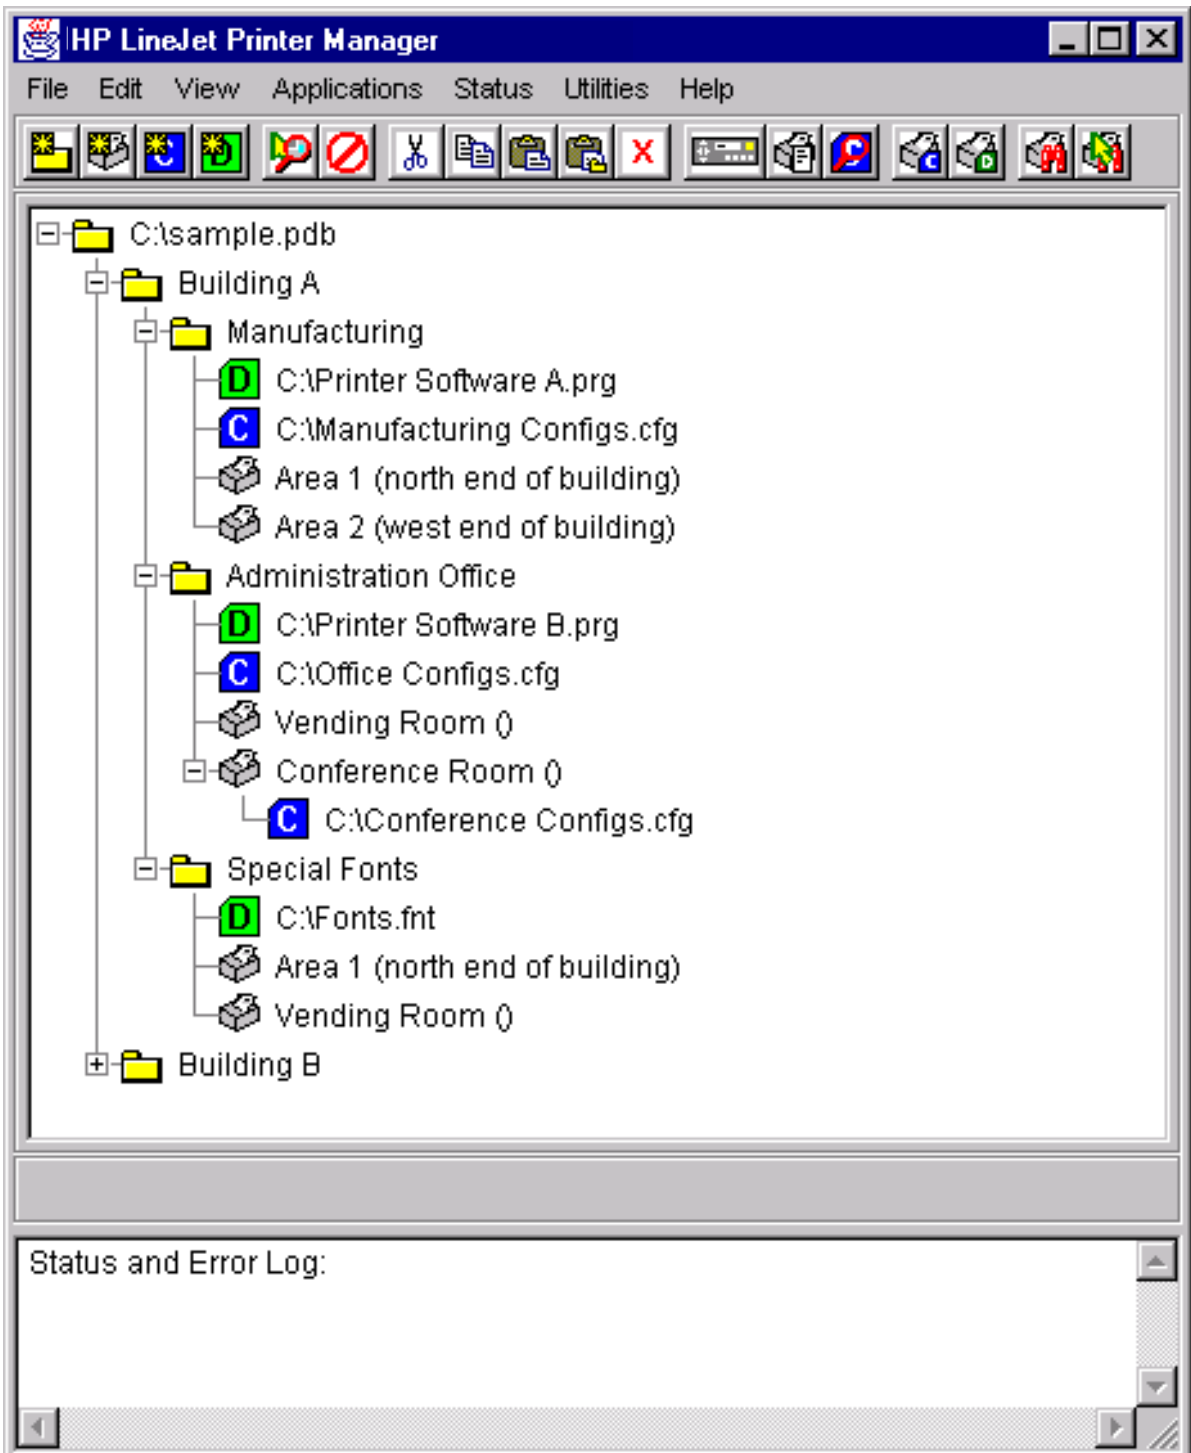 HP LineJet Printer Manager
File Edit View Applications Status Utilities Help
C:\sample.pdb
Building A
Manufacturing
D C:\Printer Software A.prg
C C:\Manufacturing Configs.cfg
Area 1 (north end of building)
Area 2 (west end of building)
Administration Office
D C:\Printer Software B.prg
C C:\Office Configs.cfg
Vending Room ()
Conference Room ()
C C:\Conference Configs.cfg
Special Fonts
D C:\Fonts.fnt
Area 1 (north end of building)
Vending Room ()
Building B
Status and Error Log: